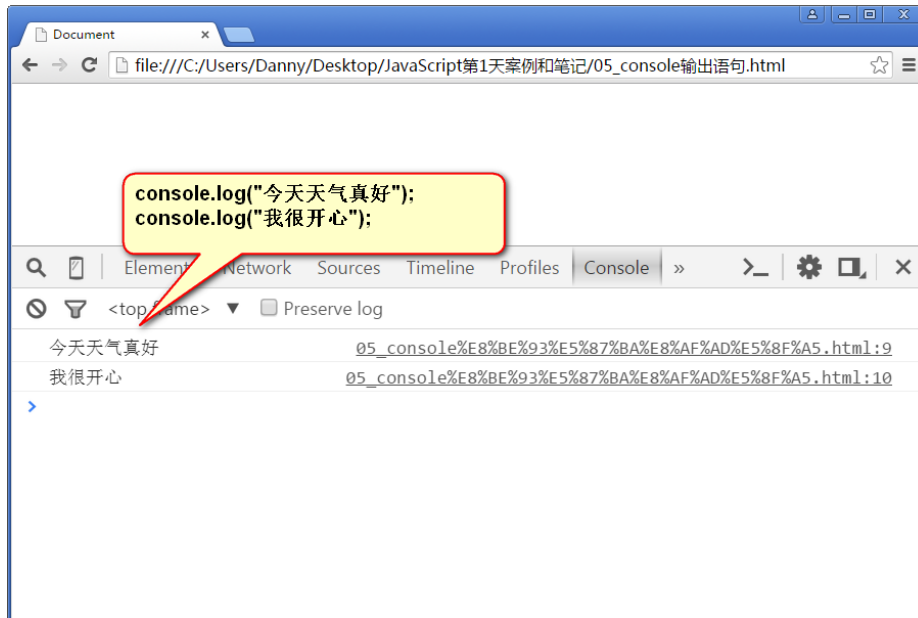 Document
file:///C:/Users/Danny/Desktop/JavaScript第1天案例和笔记/05_console输出语句.html
console.log("今天天气真好");
console.log("我很开心");
Elements Network Sources Timeline Profiles Console »
<top frame> ▼ Preserve log
今天天气真好 05_console%E8%BE%93%E5%87%BA%E8%AF%AD%E5%8F%A5.html:9
我很开心 05_console%E8%BE%93%E5%87%BA%E8%AF%AD%E5%8F%A5.html:10